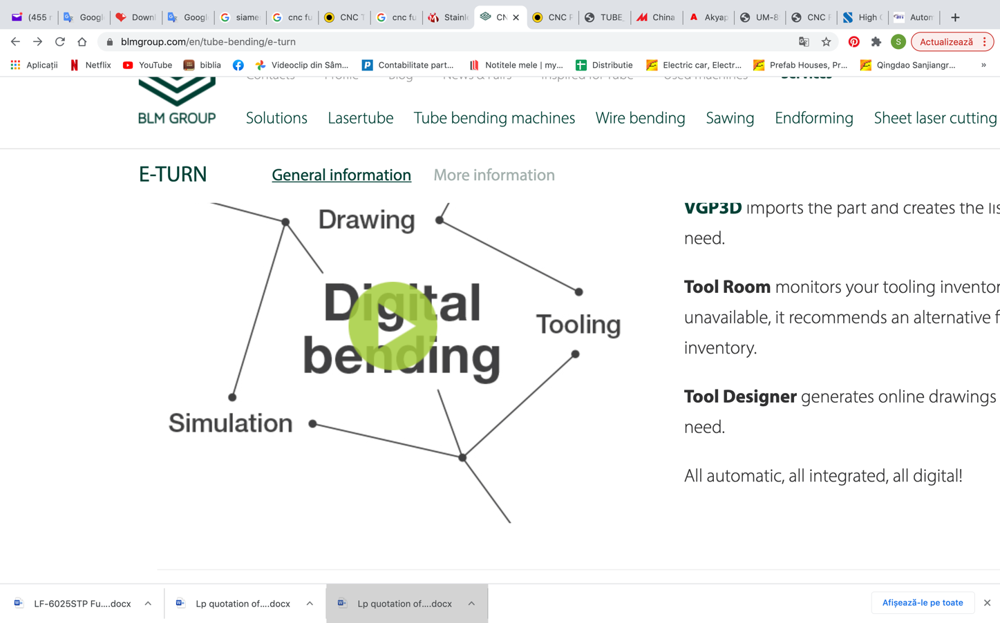 (455 Googl Downl Googl siame cnc fu CNC T cnc fu Stainl CN CNC P TUBE_ China Akyap UM-8 CNC F High Autom
blmgroup.com/en/tube-bending/e-turn S Actualizează
Aplicații Netflix YouTube biblia Videoclip din Sâm... Contabilitate part... Notitele mele | my... Distributie Electric car, Electr... Prefab Houses, Pr... Qingdao Sanjiangr... »
Contacts Profile Blog News & Fairs Inspired for Tube Used machines Services
BLM GROUP Solutions Lasertube Tube bending machines Wire bending Sawing Endforming Sheet laser cutting
E-TURN General information More information
Drawing
Digital
bending
Tooling
Simulation
VGP3D imports the part and creates the lis
need.
Tool Room monitors your tooling inventor
unavailable, it recommends an alternative f
inventory.
Tool Designer generates online drawings
need.
All automatic, all integrated, all digital!
LF-6025STP Fu....docx Lp quotation of....docx Lp quotation of....docx Afișează-le pe toate